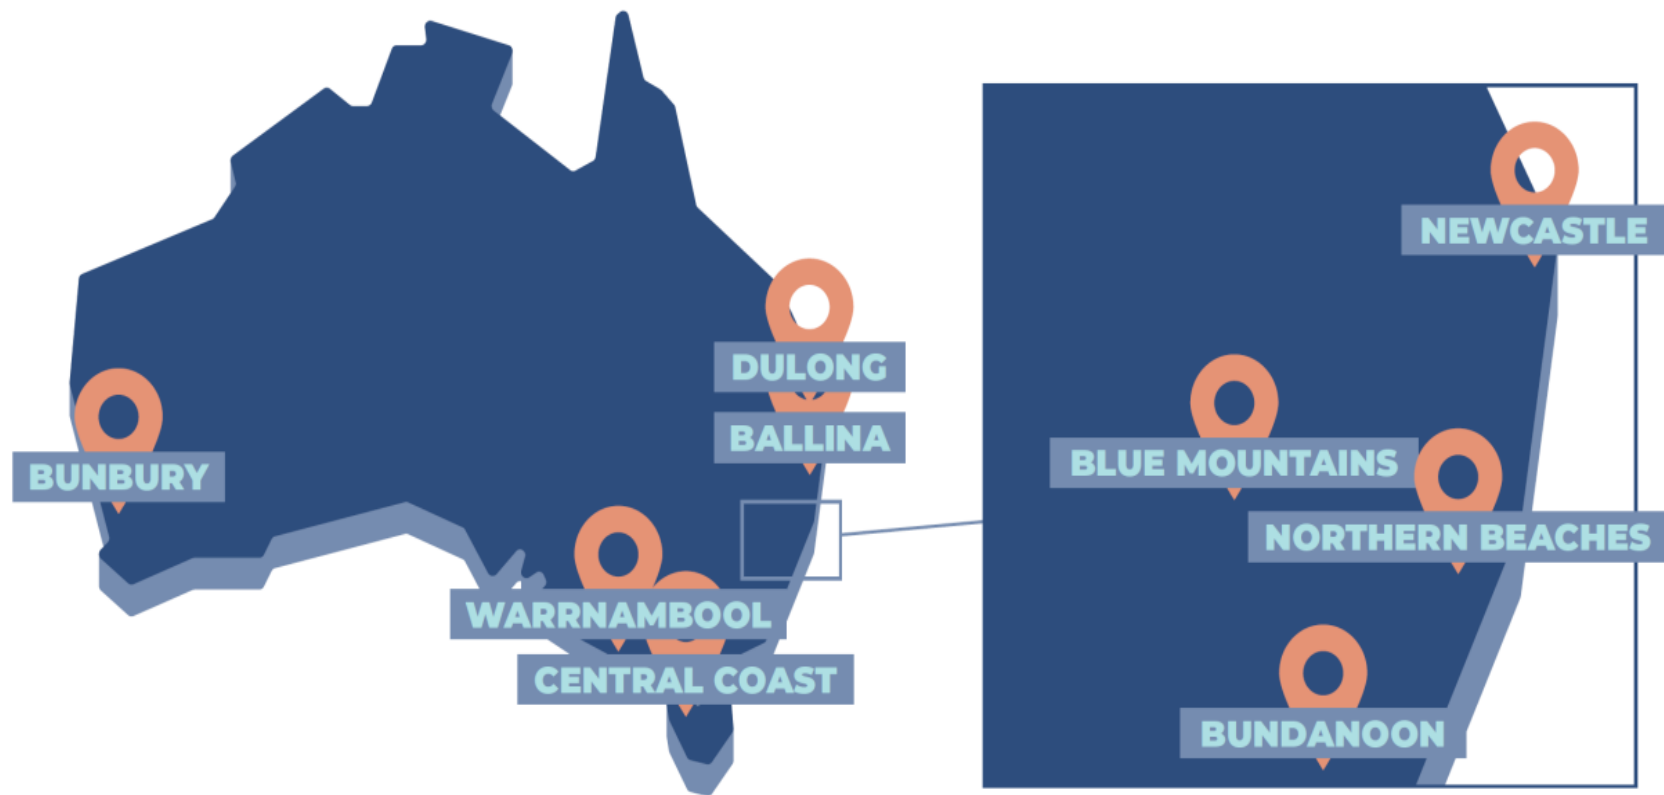 DULONG
BALLINA
BUNBURY
WARRNAMBOOL
CENTRAL COAST
NEWCASTLE
BLUE MOUNTAINS
NORTHERN BEACHES
BUNDANOON